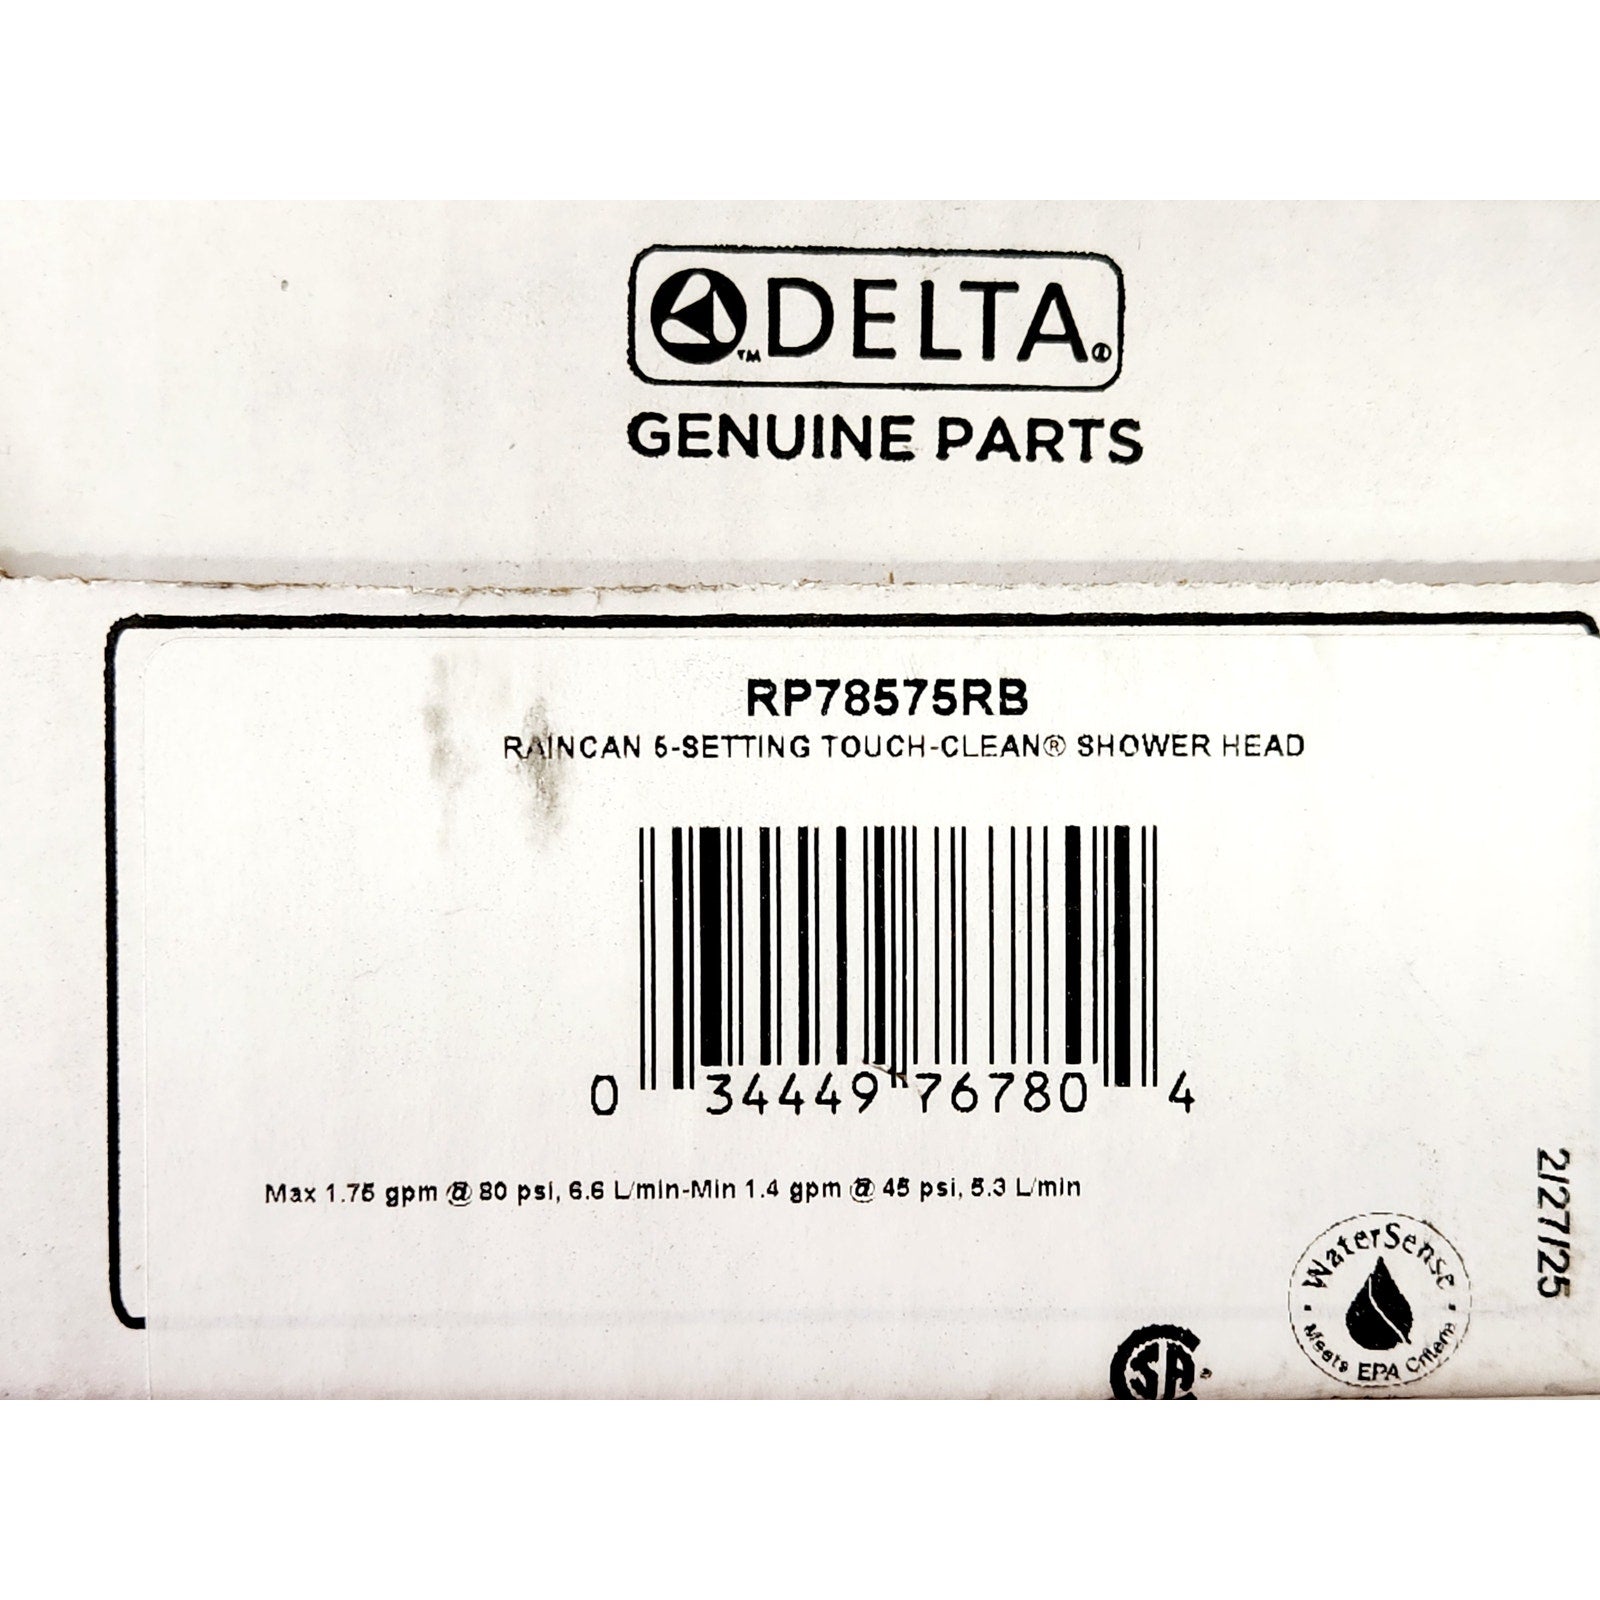 ™ DELTA®
GENUINE PARTS
RP78575RB
RAINCAN 5-SETTING TOUCH-CLEAN® SHOWER HEAD
0 34449 76780 4
Max 1.75 gpm @ 80 psi, 6.6 L/min-Min 1.4 gpm @ 45 psi, 5.3 L/min
2/27/25
WaterSense
Meets EPA Criteria
CSA®